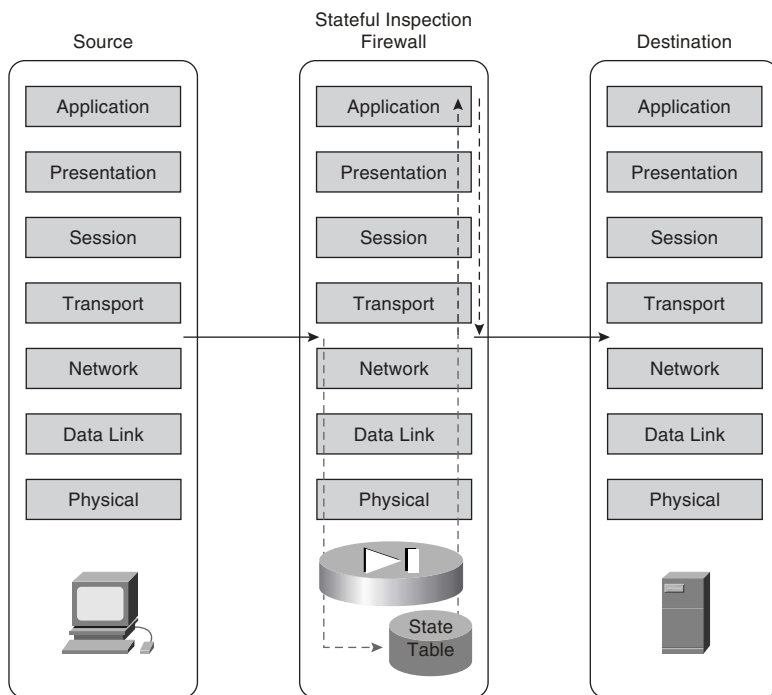 Source
Stateful Inspection
Firewall
Destination
Application
Presentation
Session
Transport
Network
Data Link
Physical
Application
Presentation
Session
Transport
Network
Data Link
Physical
State
Table
Application
Presentation
Session
Transport
Network
Data Link
Physical